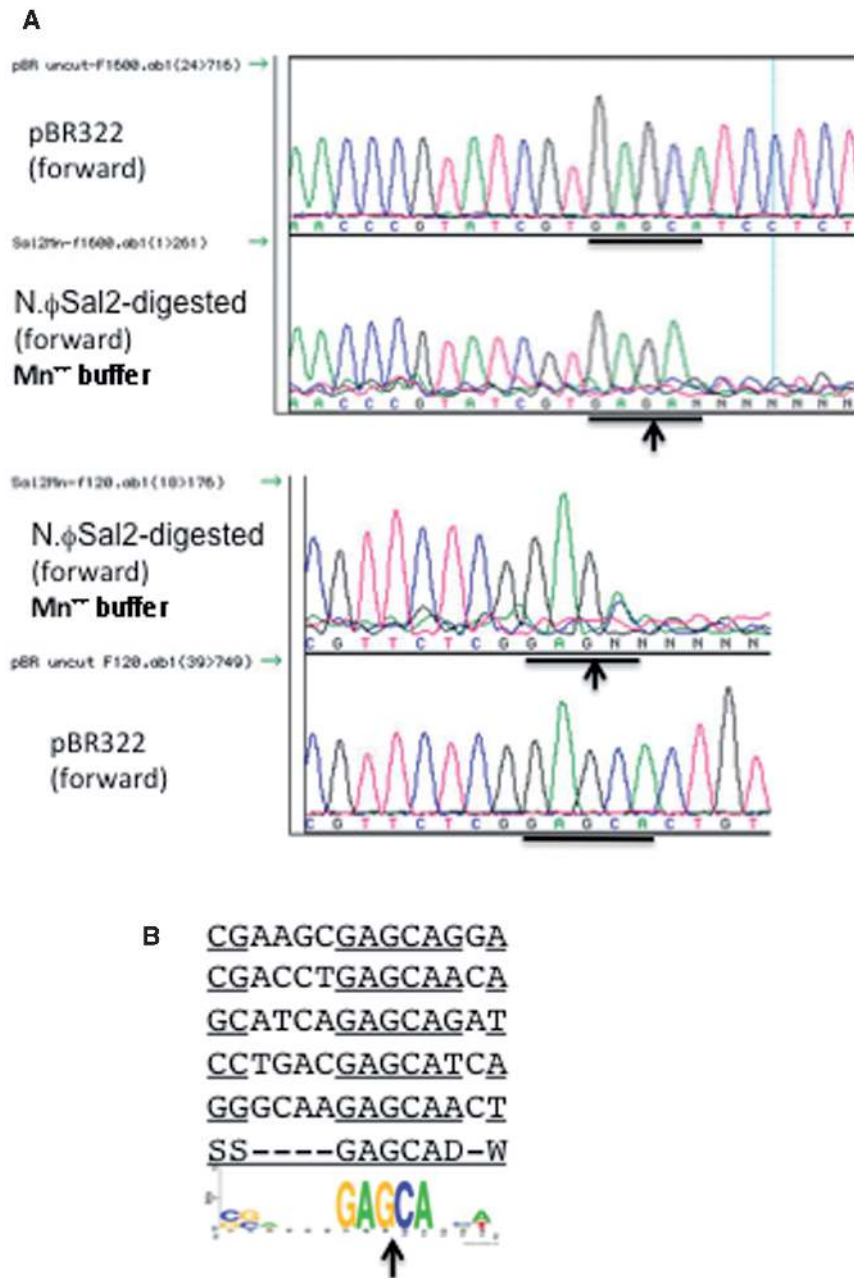 A
pBR uncut-F1600.ab1(24>716) →
pBR322
(forward)
A A C C C G T A T C G T G A G C A T C C T C T
Sal2Mn-f1600.ab1(1>261) →
N.ϕSal2-digested
(forward)
Mn⁺⁺ buffer
A A C C C G T A T C G T G A G A N N N N N N N
Sal2Mn-f120.ab1(18>176) →
N.ϕSal2-digested
(forward)
Mn⁺⁺ buffer
C G T T C T C G G A G N N N N N N
pBR uncut F120.ab1(39>749) →
pBR322
(forward)
C G T T C T C G G A G C A C T G T
B
CGAAGCGAGCAGGA
CGACCTGAGCAACA
GCATCAGAGCAGAT
CCTGACGAGCATCA
GGGCAAGAGCAACT
SS----GAGCAD-W
GAGCA